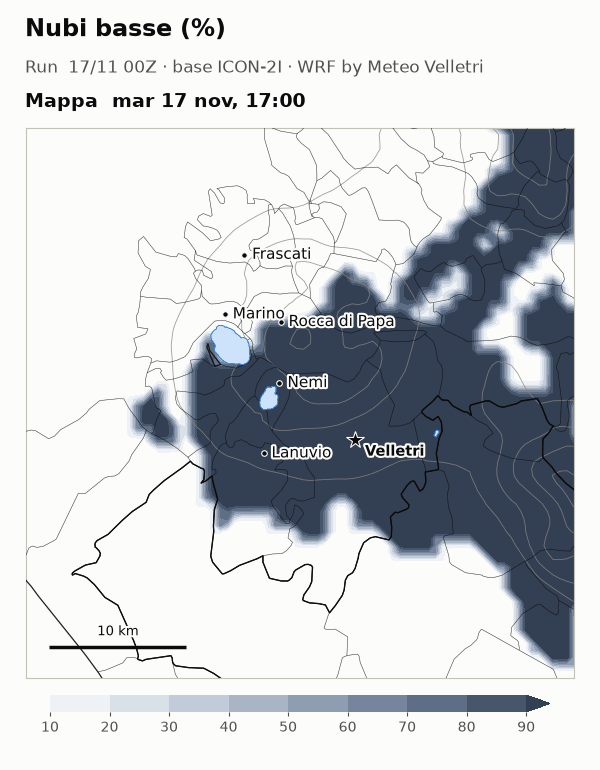 Nubi basse (%)
Run  17/11 00Z · base ICON-2I · WRF by Meteo Velletri
Mappa  mar 17 nov, 17:00
Frascati
Marino
Rocca di Papa
Nemi
Velletri
Lanuvio
10 km
10 20 30 40 50 60 70 80 90